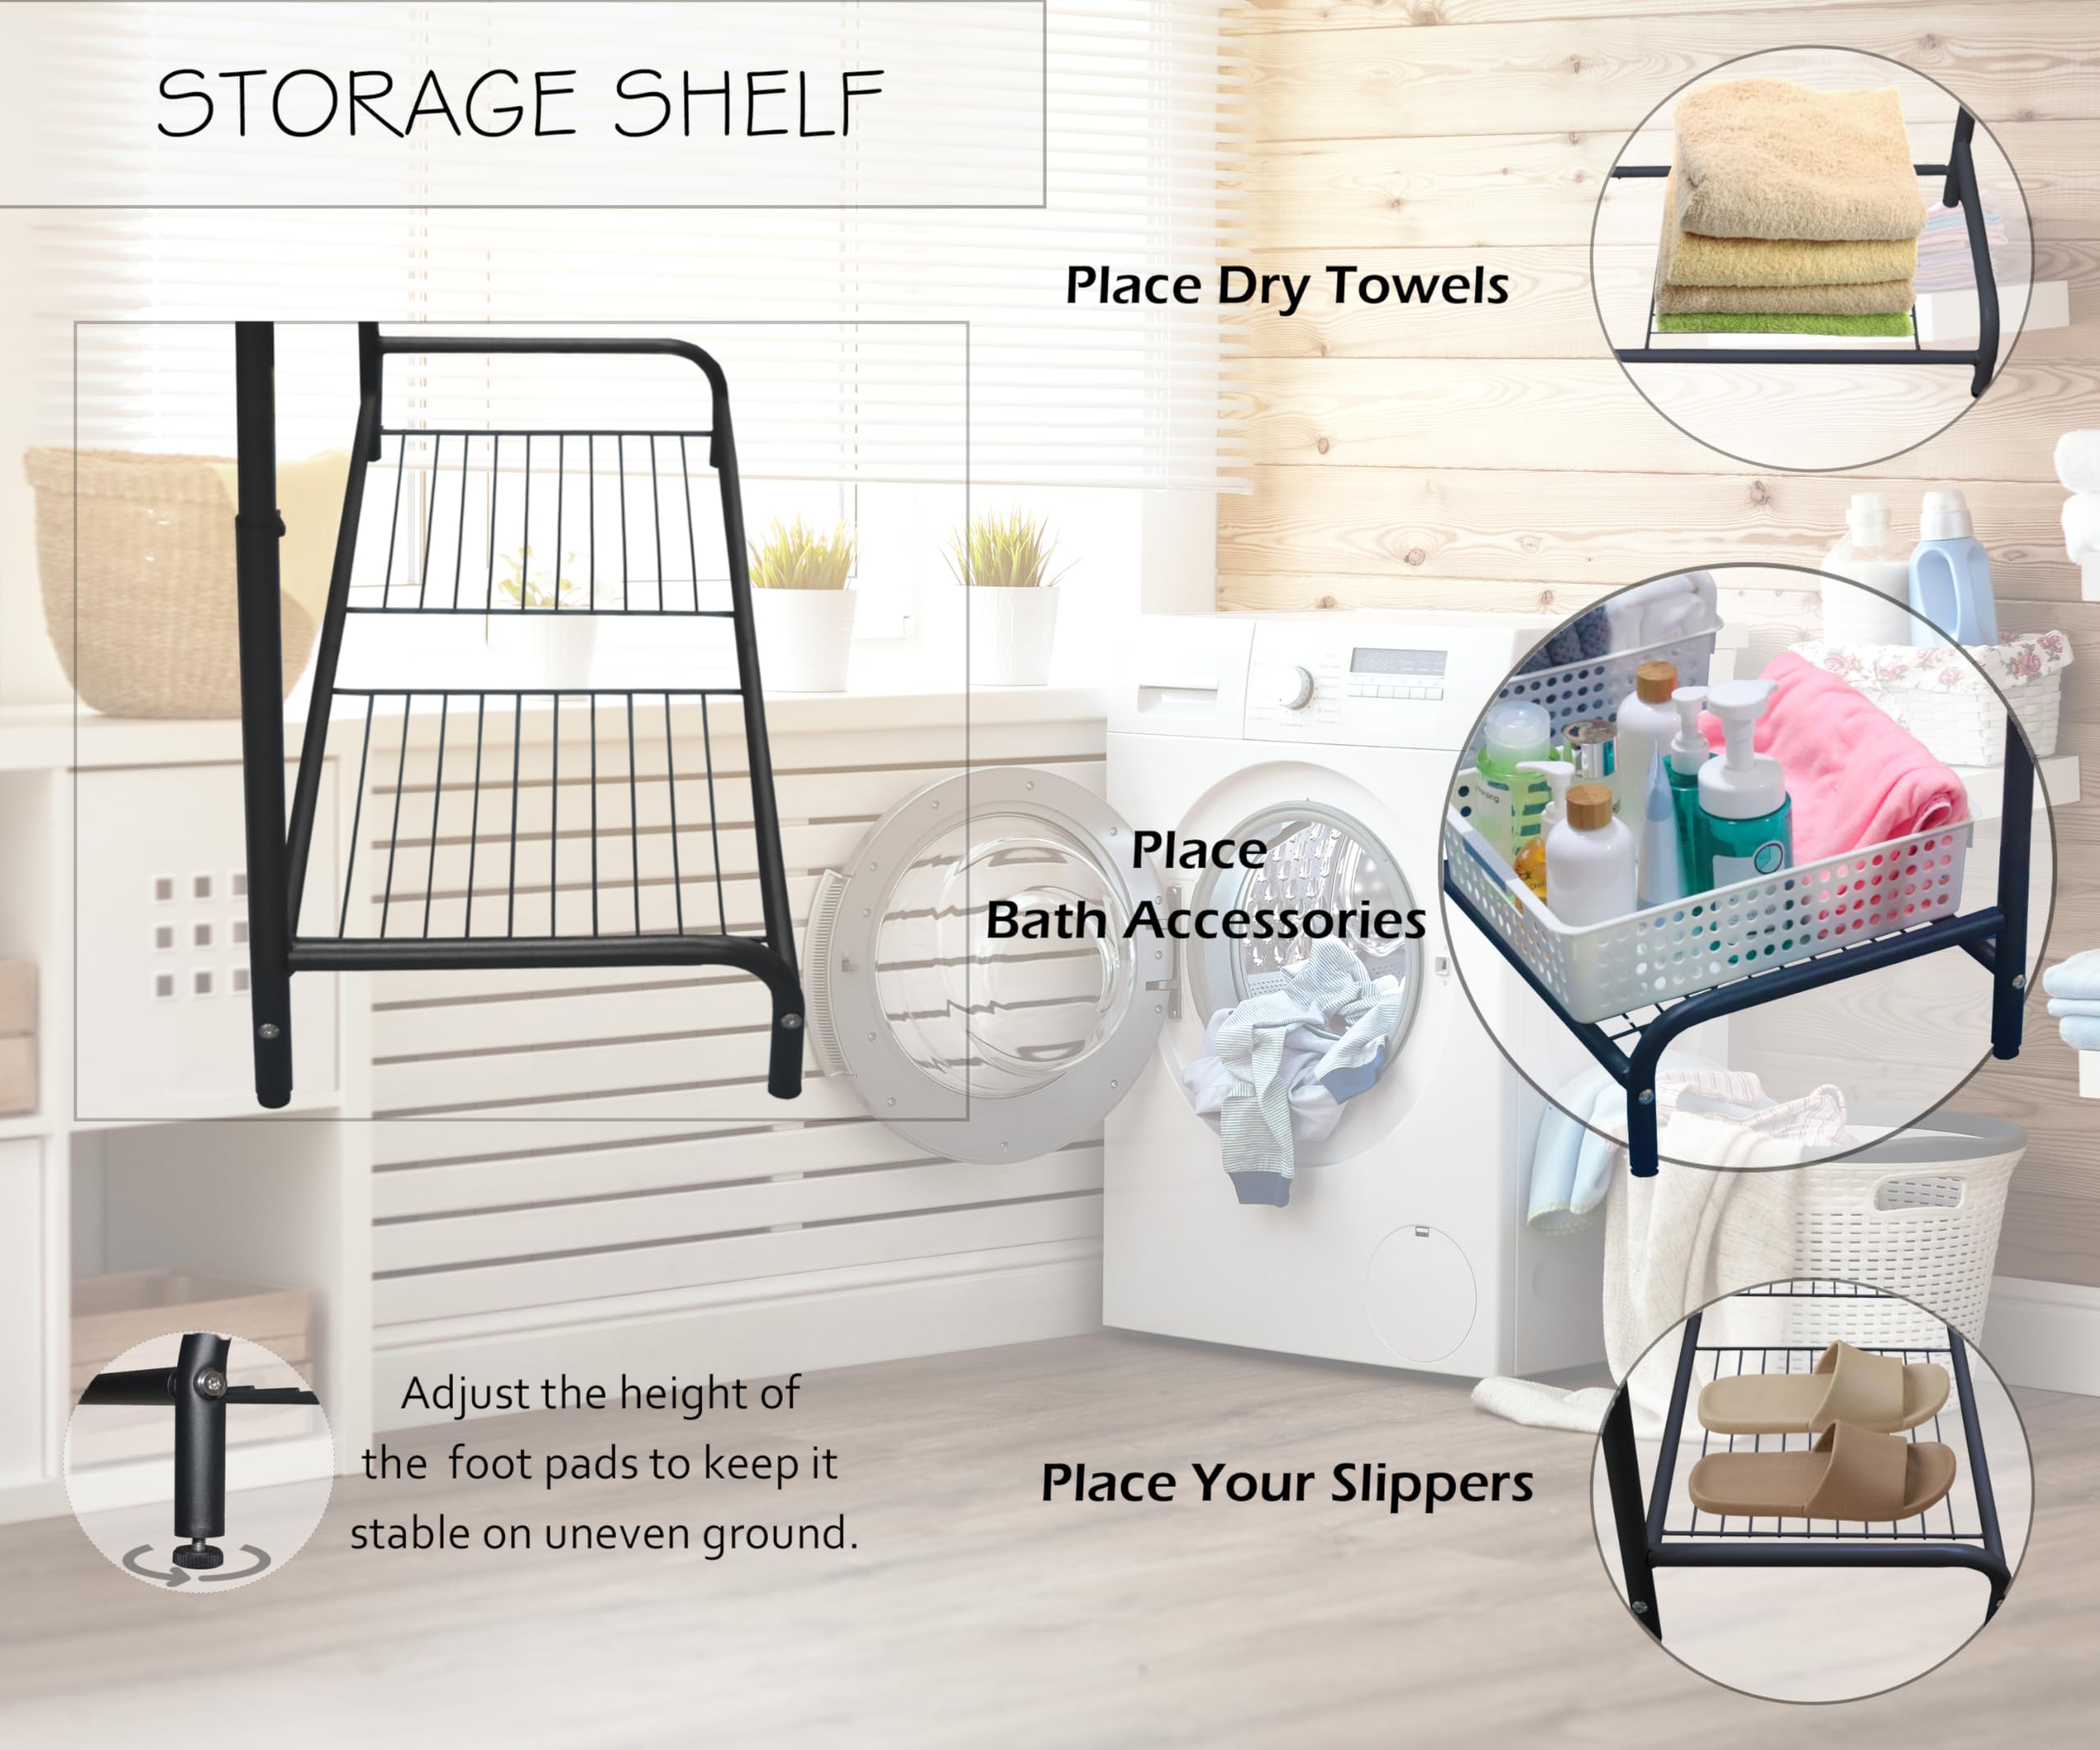 STORAGE SHELF
Place Dry Towels
Place
Bath Accessories
Adjust the height of
the foot pads to keep it
stable on uneven ground.
Place Your Slippers